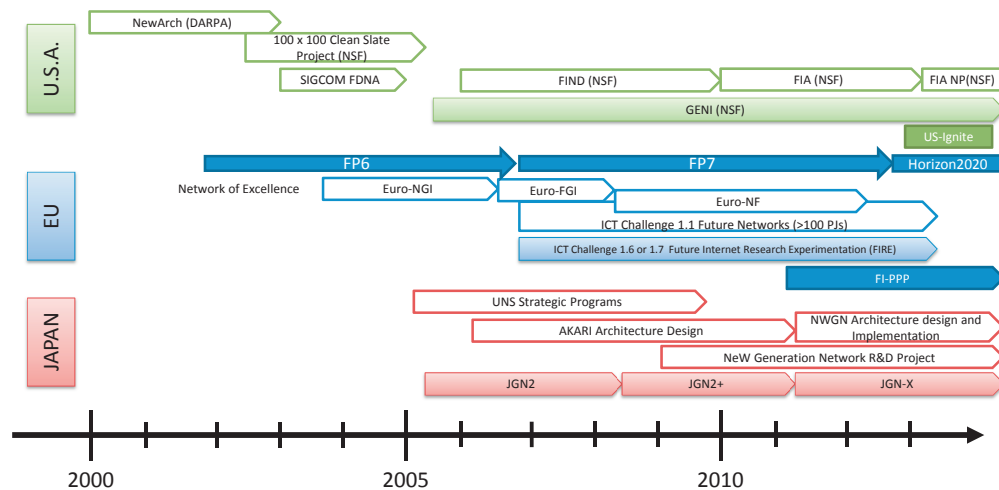 U.S.A.
NewArch (DARPA)
100 x 100 Clean Slate
Project (NSF)
SIGCOM FDNA
FIND (NSF)
FIA (NSF)
FIA NP(NSF)
GENI (NSF)
US-Ignite
EU
FP6
FP7
Horizon2020
Network of Excellence
Euro-NGI
Euro-FGI
Euro-NF
ICT Challenge 1.1 Future Networks (>100 PJs)
ICT Challenge 1.6 or 1.7 Future Internet Research Experimentation (FIRE)
FI-PPP
JAPAN
UNS Strategic Programs
AKARI Architecture Design
NWGN Architecture design and
Implementation
NeW Generation Network R&D Project
JGN2
JGN2+
JGN-X
2000
2005
2010